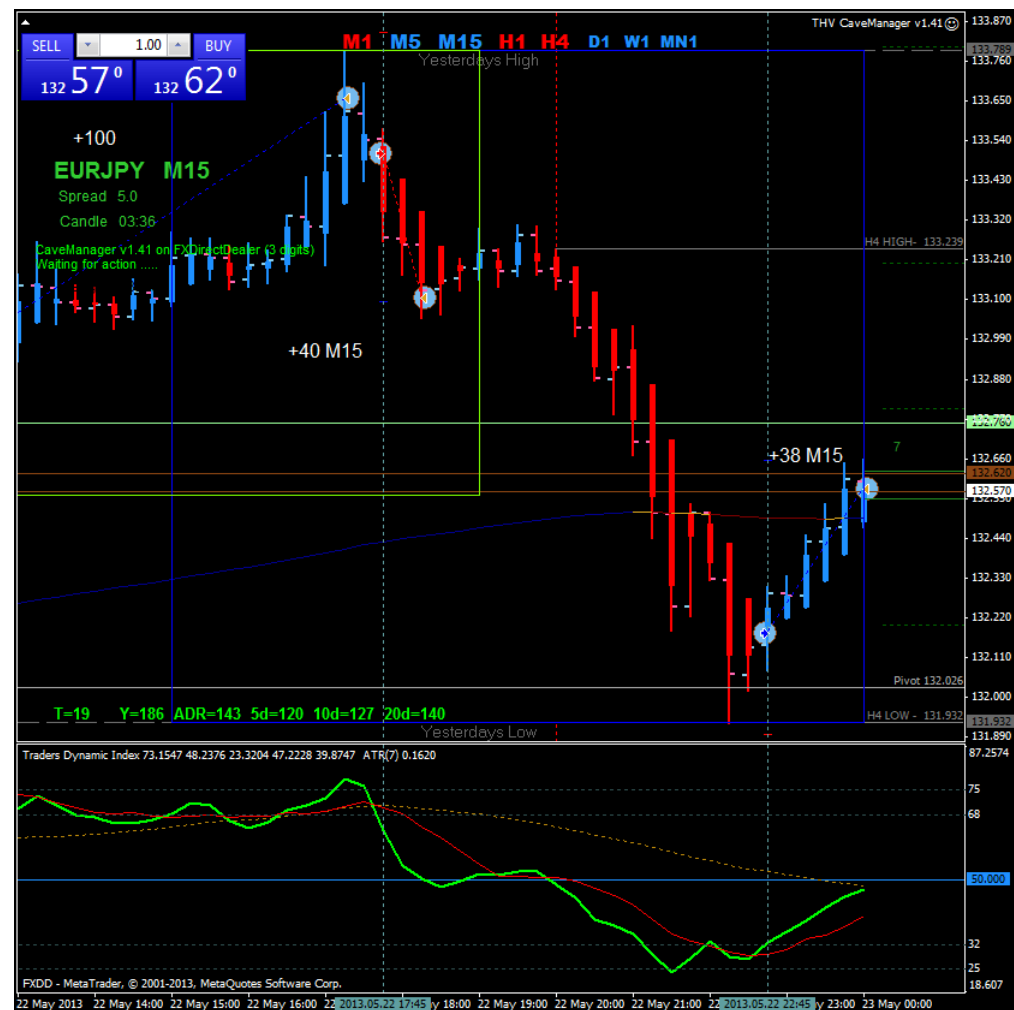 THV CaveManager v1.41☺
SELL 1.00 BUY
132 57⁰ 132 62⁰
M1 M5 M15 H1 H4 D1 W1 MN1
Yesterdays High
+100
EURJPY M15
Spread 5.0
Candle 03:36
CaveManager v1.41 on FXDirectDealer (3 digits)
Waiting for action .....
H4 HIGH- 133.239
+40 M15
+38 M15
7
Pivot 132.026
H4 LOW - 131.932
T=19 Y=186 ADR=143 5d=120 10d=127 20d=140
Yesterdays Low
133.870
133.789
133.760
133.650
133.540
133.430
133.320
133.210
133.100
132.990
132.880
132.760
132.660
132.620
132.570
132.550
132.440
132.330
132.220
132.110
132.000
131.932
131.890
Traders Dynamic Index 73.1547 48.2376 23.3204 47.2228 39.8747 ATR(7) 0.1620
87.2574
75
68
50.000
32
25
18.607
FXDD - MetaTrader, © 2001-2013, MetaQuotes Software Corp.
22 May 2013 22 May 14:00 22 May 15:00 22 May 16:00 22 2013.05.22 17:45 y 18:00 22 May 19:00 22 May 20:00 22 May 21:00 22 2013.05.22 22:45 y 23:00 23 May 00:00